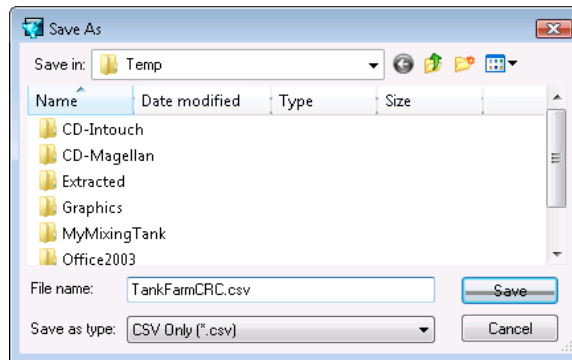 Save As
Save in: Temp
Name Date modified Type Size
CD-Intouch
CD-Magellan
Extracted
Graphics
MyMixingTank
Office2003
File name: TankFarmCRC.csv Save
Save as type: CSV Only (*.csv) Cancel